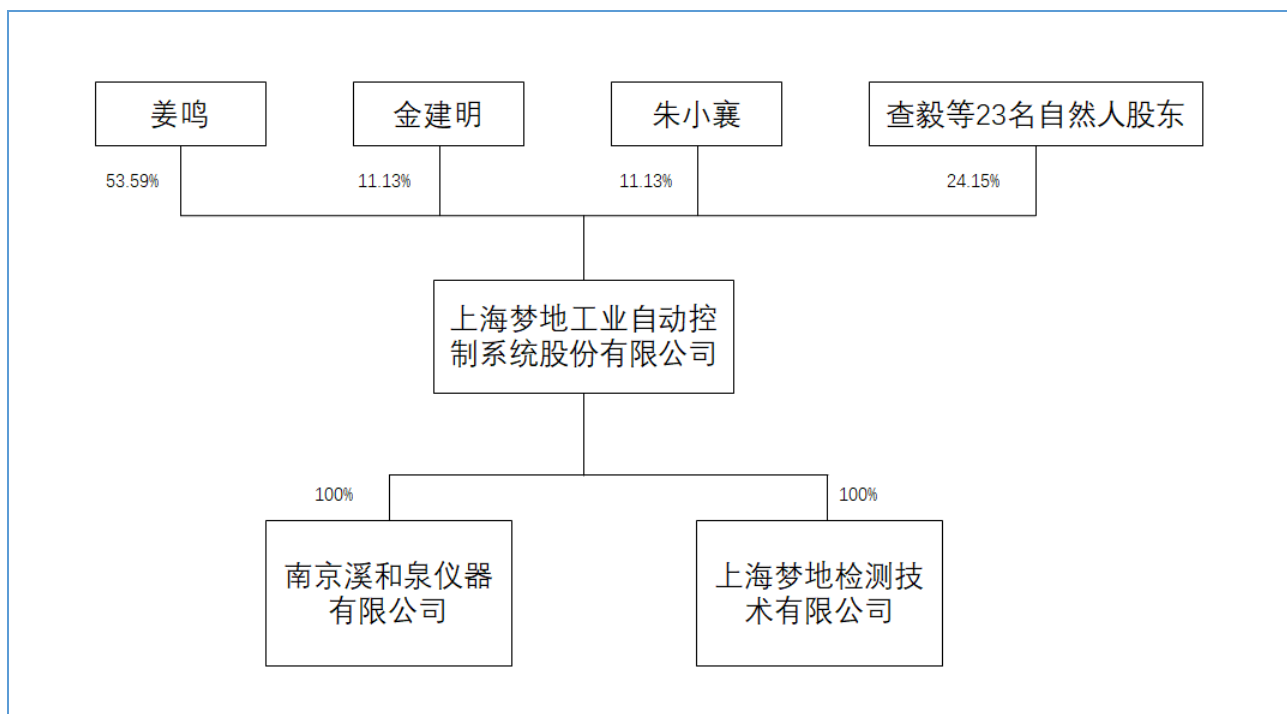 姜鸣
金建明
朱小襄
查毅等23名自然人股东
53.59%
11.13%
11.13%
24.15%
上海梦地工业自动控
制系统股份有限公司
100%
100%
南京溪和泉仪器
有限公司
上海梦地检测技
术有限公司